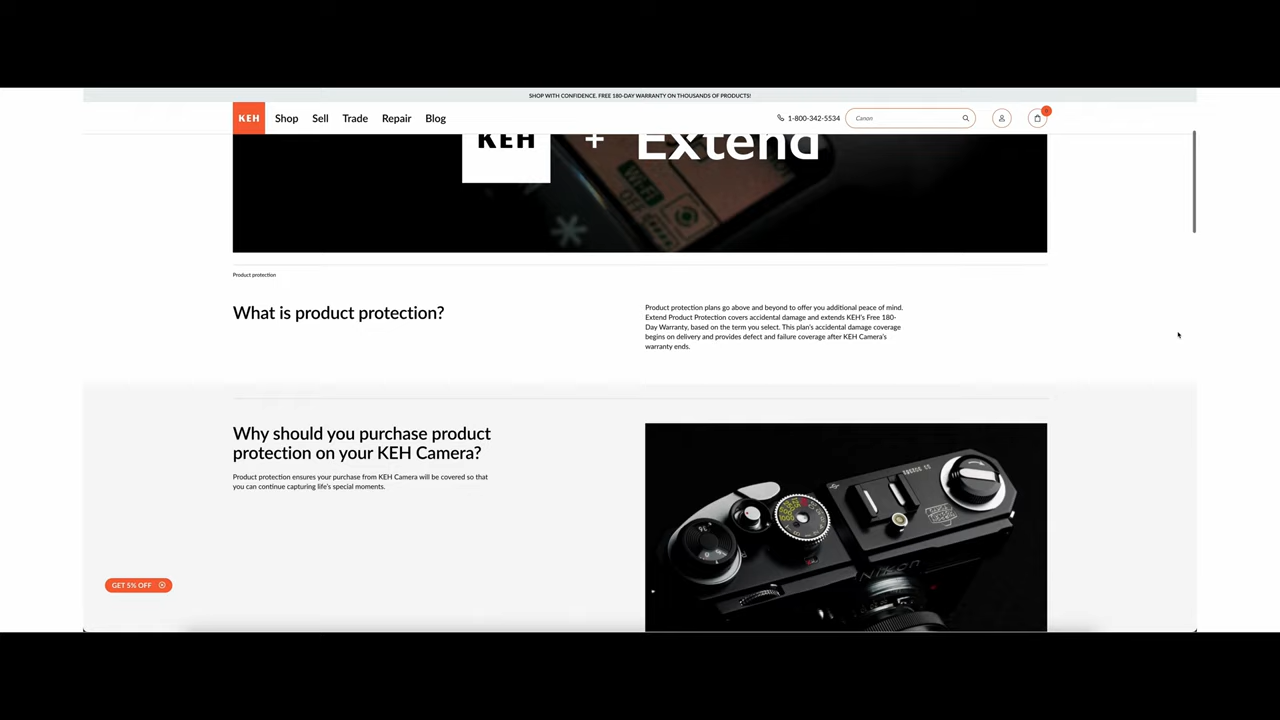 SHOP WITH CONFIDENCE. FREE 180-DAY WARRANTY ON THOUSANDS OF PRODUCTS!
KEH Shop Sell Trade Repair Blog 1-800-342-5534 Canon
KEH + Extend
Wi-Fi
OFF
Product protection
What is product protection?
Product protection plans go above and beyond to offer you additional peace of mind.
Extend Product Protection covers accidental damage and extends KEH's Free 180-
Day Warranty, based on the term you select. This plan's accidental damage coverage
begins on delivery and provides defect and failure coverage after KEH Camera's
warranty ends.
Why should you purchase product
protection on your KEH Camera?
Product protection ensures your purchase from KEH Camera will be covered so that
you can continue capturing life's special moments.
Nikon
GET 5% OFF